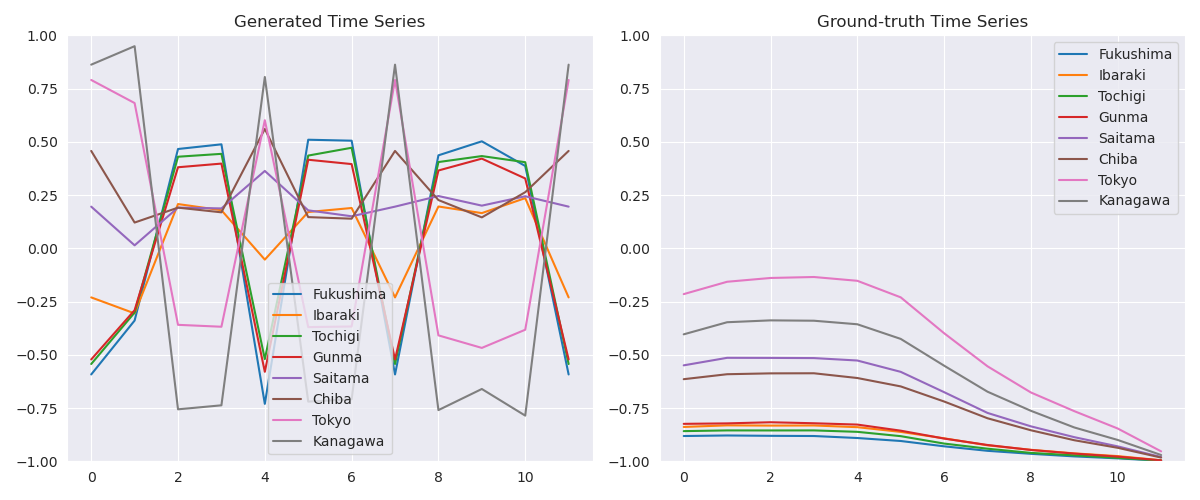 Generated Time Series
1.00
0.75
0.50
0.25
0.00
−0.25
−0.50
−0.75
−1.00
0 2 4 6 8 10
Fukushima
Ibaraki
Tochigi
Gunma
Saitama
Chiba
Tokyo
Kanagawa
Ground-truth Time Series
1.00
0.75
0.50
0.25
0.00
−0.25
−0.50
−0.75
−1.00
0 2 4 6 8 10
Fukushima
Ibaraki
Tochigi
Gunma
Saitama
Chiba
Tokyo
Kanagawa